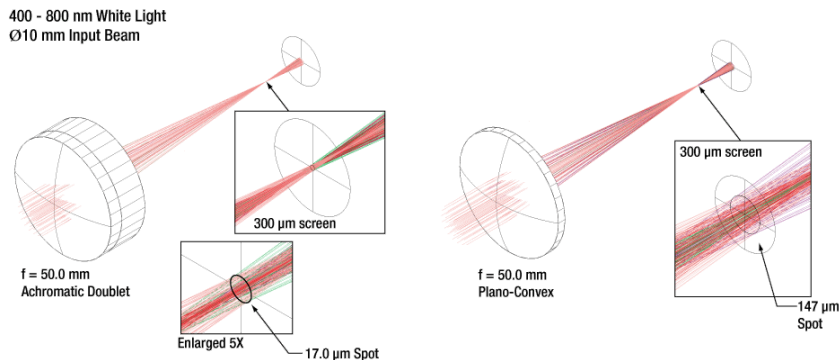 400 - 800 nm White Light
Ø10 mm Input Beam
300 µm screen
f = 50.0 mm
Achromatic Doublet
Enlarged 5X
17.0 µm Spot
300 µm screen
f = 50.0 mm
Plano-Convex
147 µm
Spot